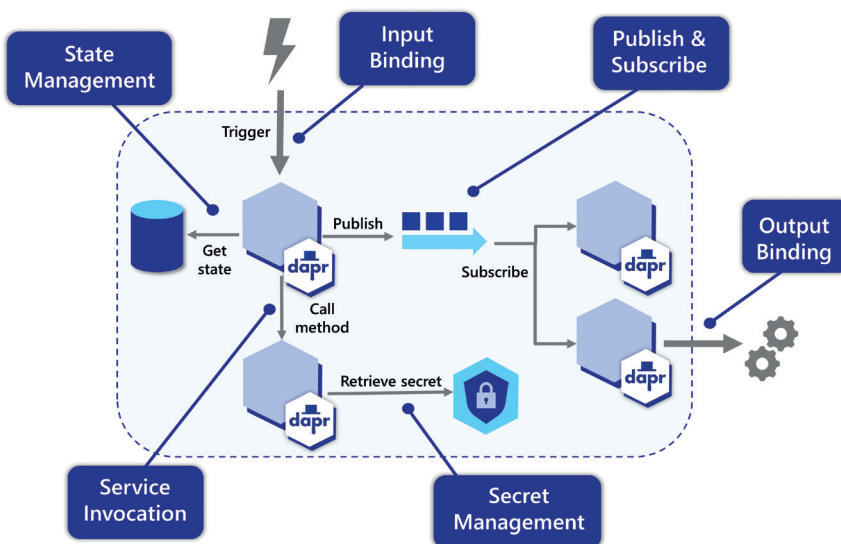 State
Management
Input
Binding
Publish &
Subscribe
Trigger
Publish
Get
state
dapr
Subscribe
dapr
Output
Binding
Call
method
dapr
Retrieve secret
dapr
Service
Invocation
Secret
Management